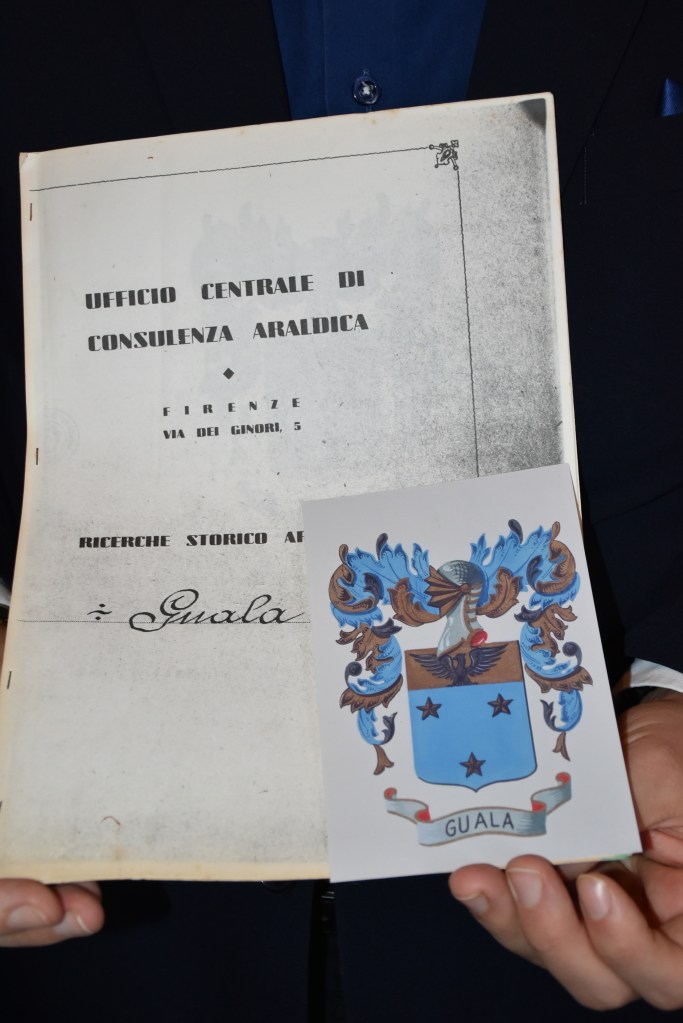 UFFICIO CENTRALE DI
CONSULENZA ARALDICA
FIRENZE
VIA DEI GINORI, 5
RICERCHE STORICO
Guala
GUALA